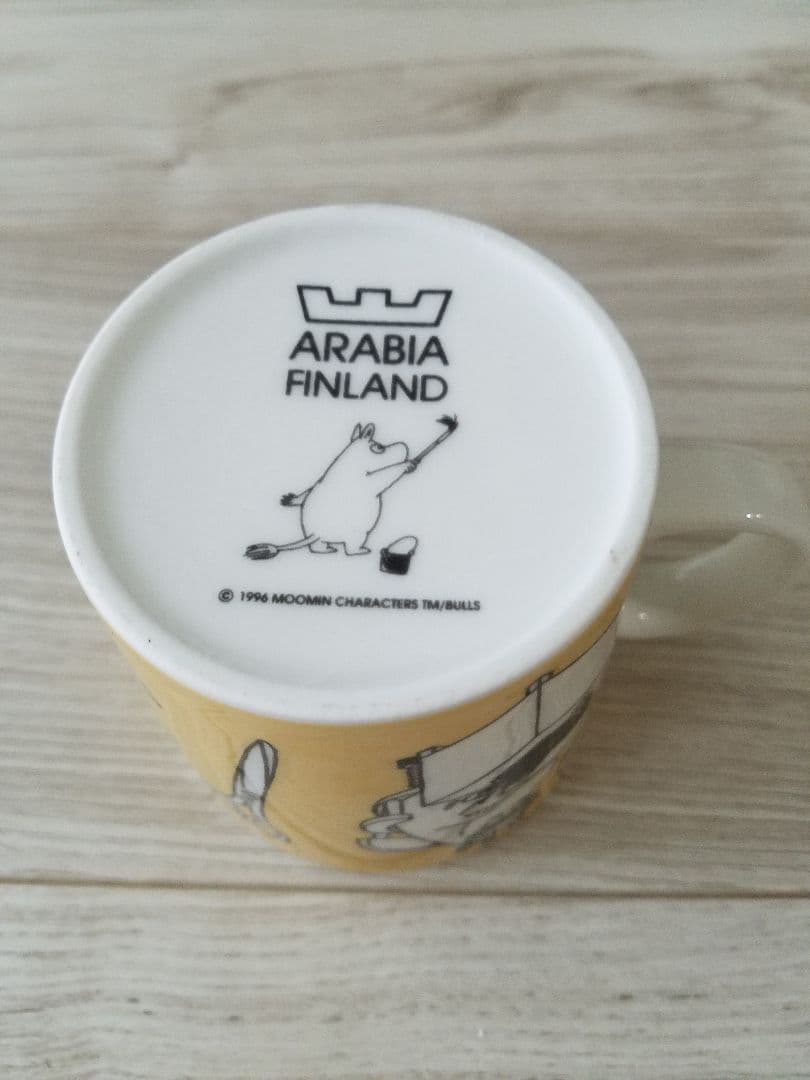 ARABIA
FINLAND
© 1996 MOOMIN CHARACTERS TM/BULLS